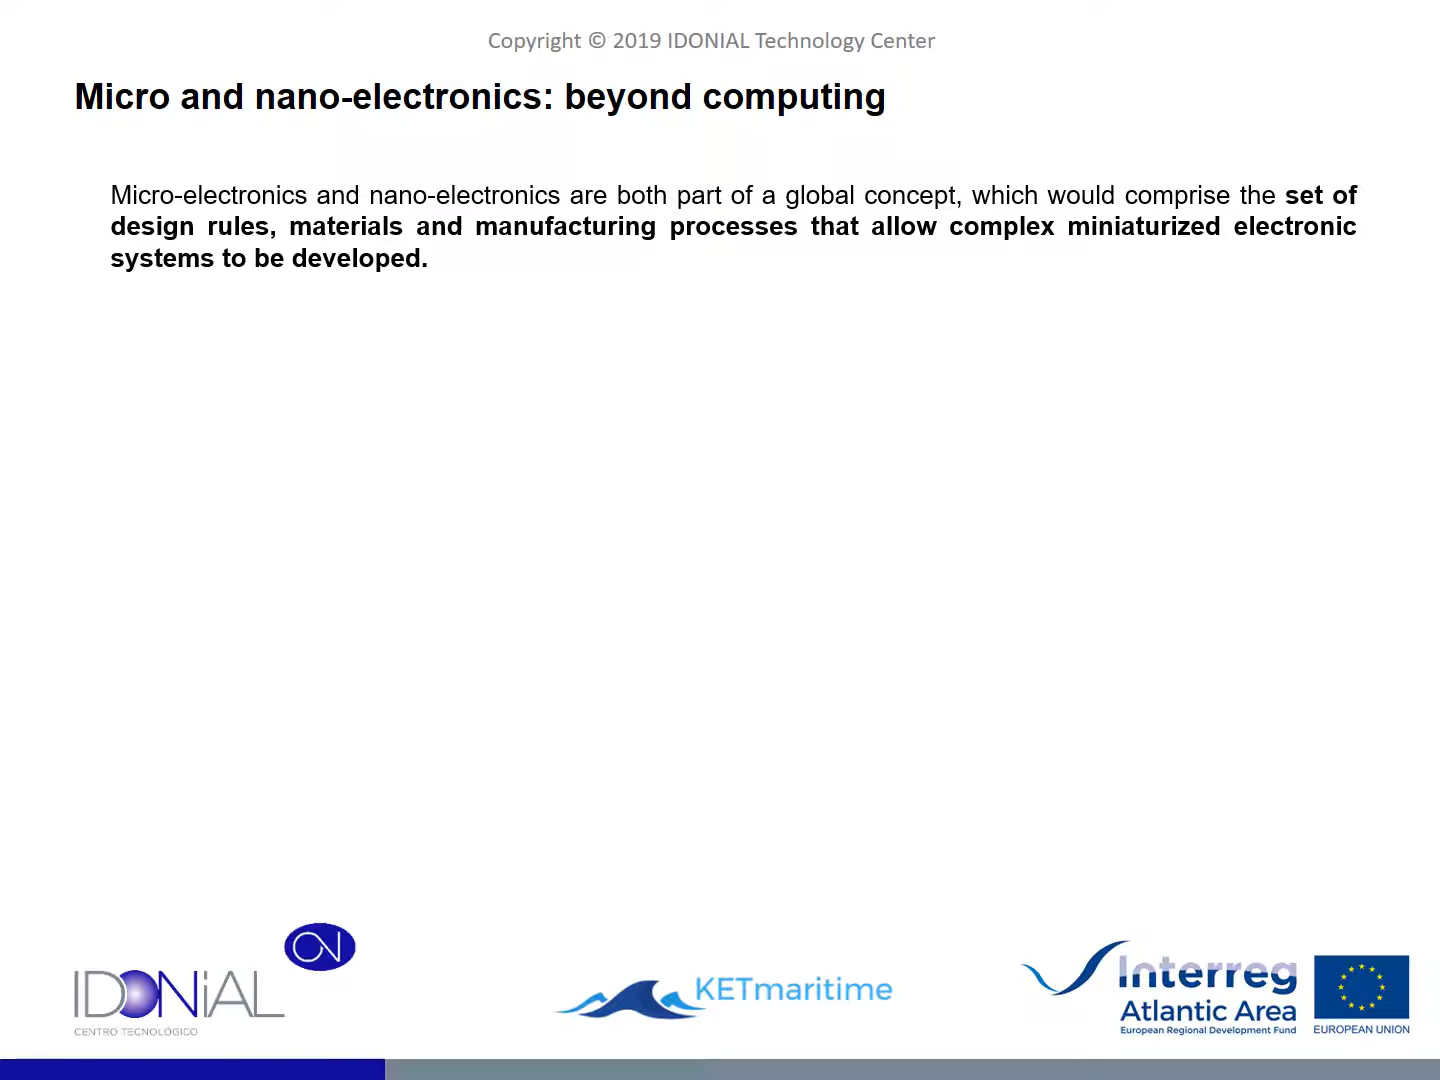 Copyright © 2019 IDONIAL Technology Center
Micro and nano-electronics: beyond computing
Micro-electronics and nano-electronics are both part of a global concept, which would comprise the set of
design rules, materials and manufacturing processes that allow complex miniaturized electronic
systems to be developed.
IDONiAL
CENTRO TECNOLÓGICO
KETmaritime
Interreg
Atlantic Area
European Regional Development Fund
EUROPEAN UNION